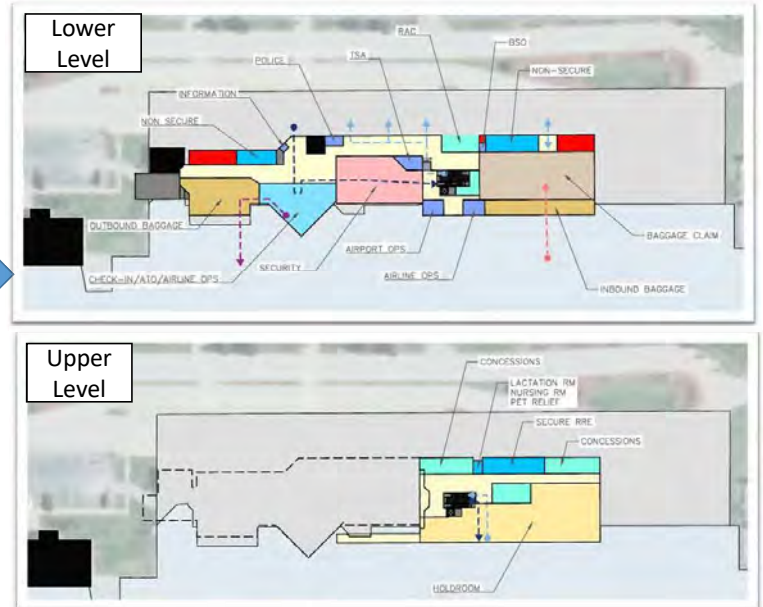 Lower
Level
RAC
BSO
POLICE
TSA
NON-SECURE
INFORMATION
NON SECURE
OUTBOUND BAGGAGE
BAGGAGE CLAIM
AIRPORT OPS
SECURITY
CHECK-IN/ATO/AIRLINE OPS
AIRLINE OPS
INBOUND BAGGAGE
Upper
Level
CONCESSIONS
LACTATION RM
NURSING RM
PET RELIEF
SECURE RRE
CONCESSIONS
HOLDROOM